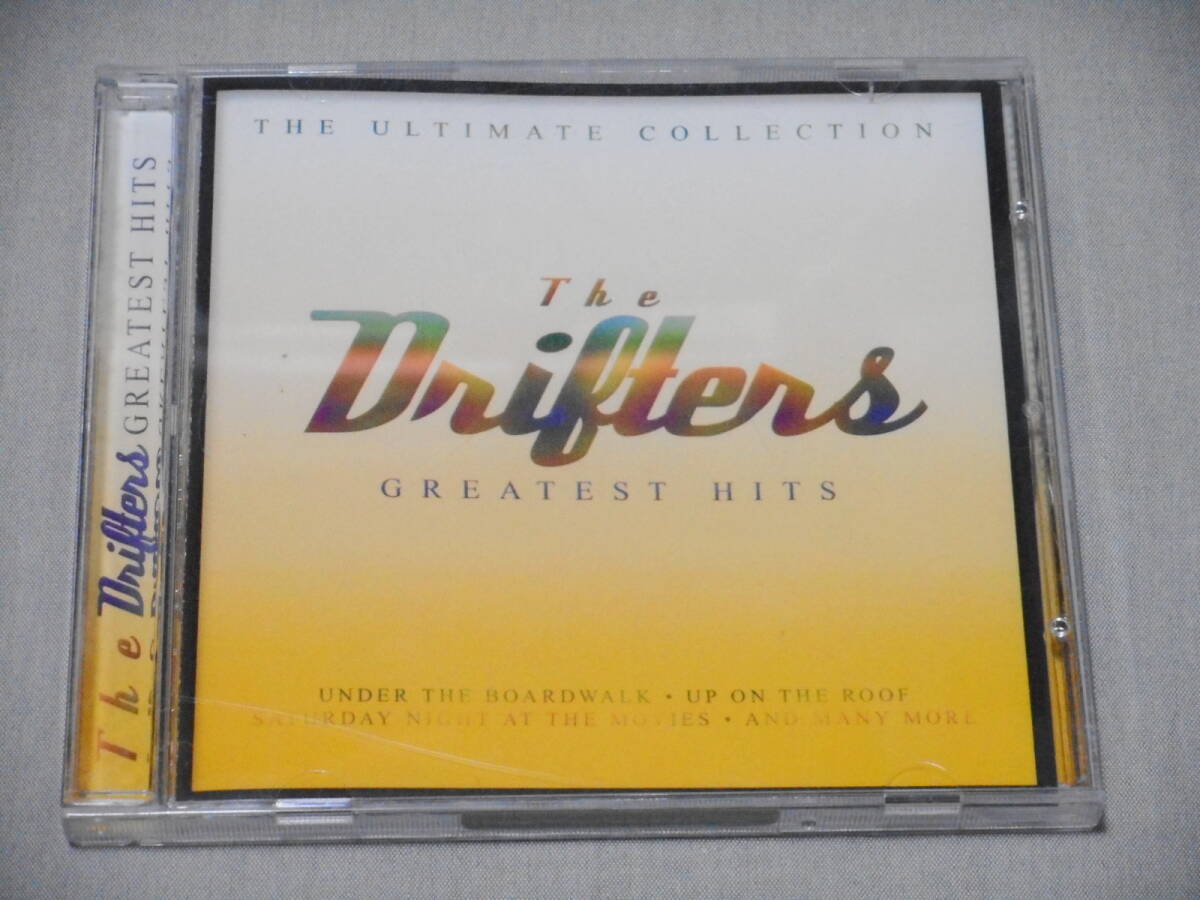 THE ULTIMATE COLLECTION
The
Drifters
GREATEST HITS
UNDER THE BOARDWALK • UP ON THE ROOF
SATURDAY NIGHT AT THE MOVIES • AND MANY MORE
The Drifters GREATEST HITS